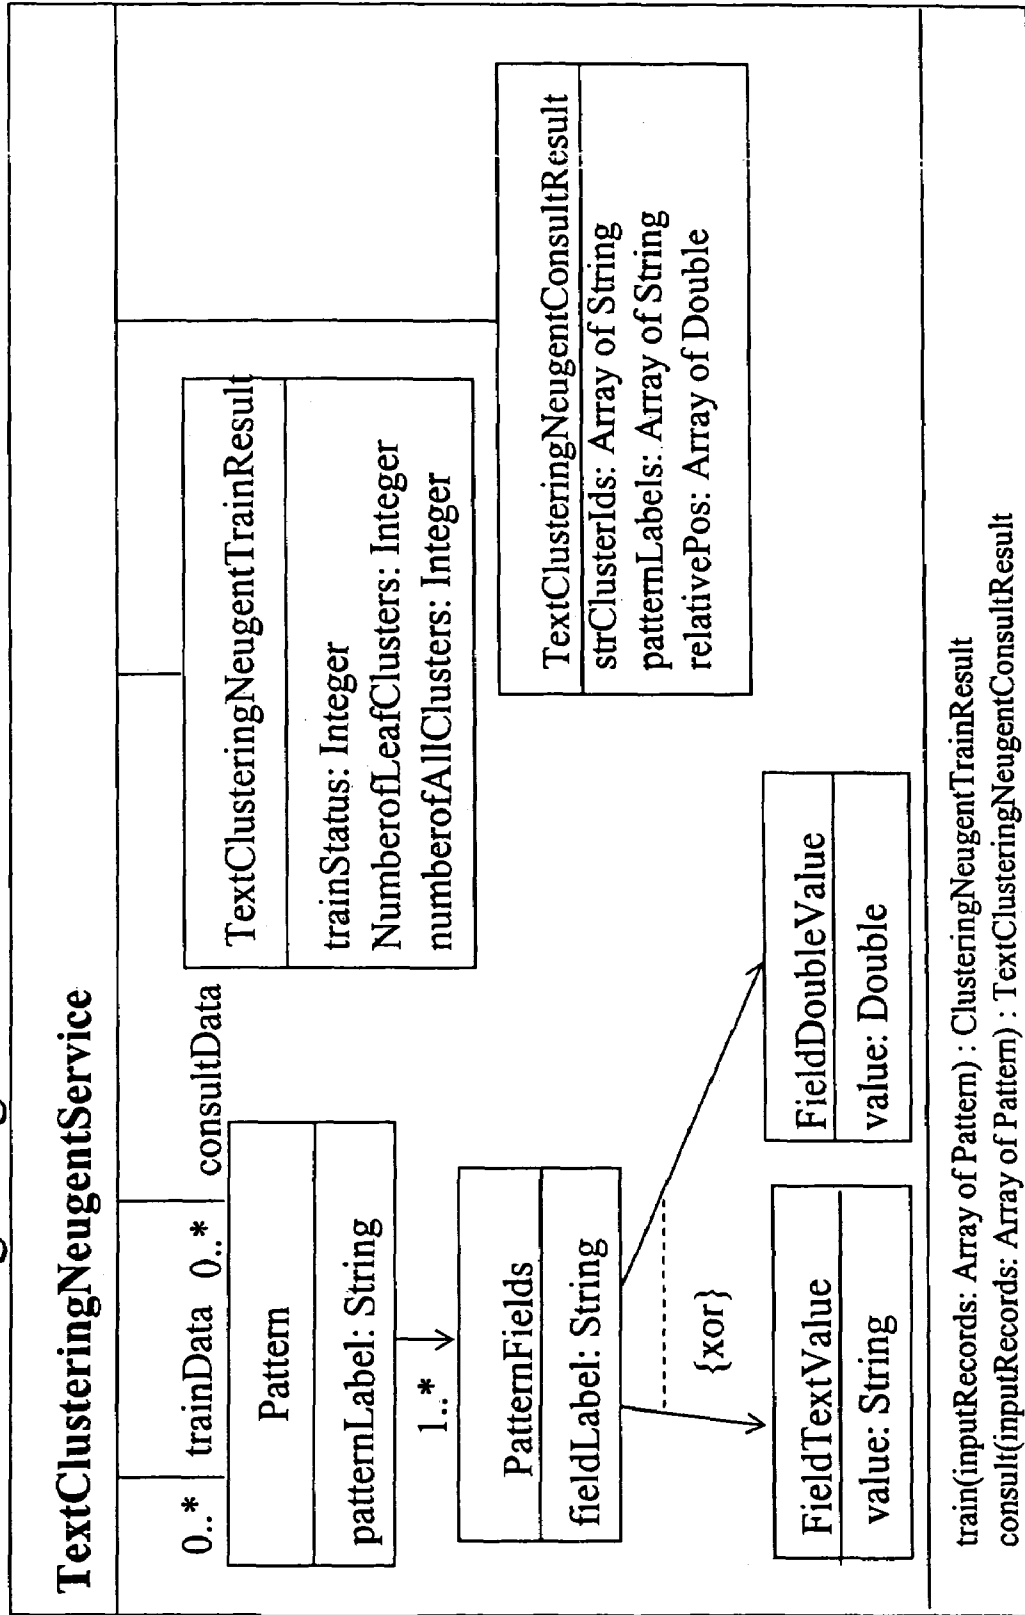 TextClusteringNeugentService
0..* trainData 0..* consultData
Pattern
patternLabel: String
1..*
PatternFields
fieldLabel: String
{xor}
FieldTextValue
value: String
FieldDoubleValue
value: Double
TextClusteringNeugentTrainResult
trainStatus: Integer
NumberofLeafClusters: Integer
numberofAllClusters: Integer
TextClusteringNeugentConsultResult
strClusterIds: Array of String
patternLabels: Array of String
relativePos: Array of Double
train(inputRecords: Array of Pattern) : ClusteringNeugentTrainResult
consult(inputRecords: Array of Pattern) : TextClusteringNeugentConsultResult